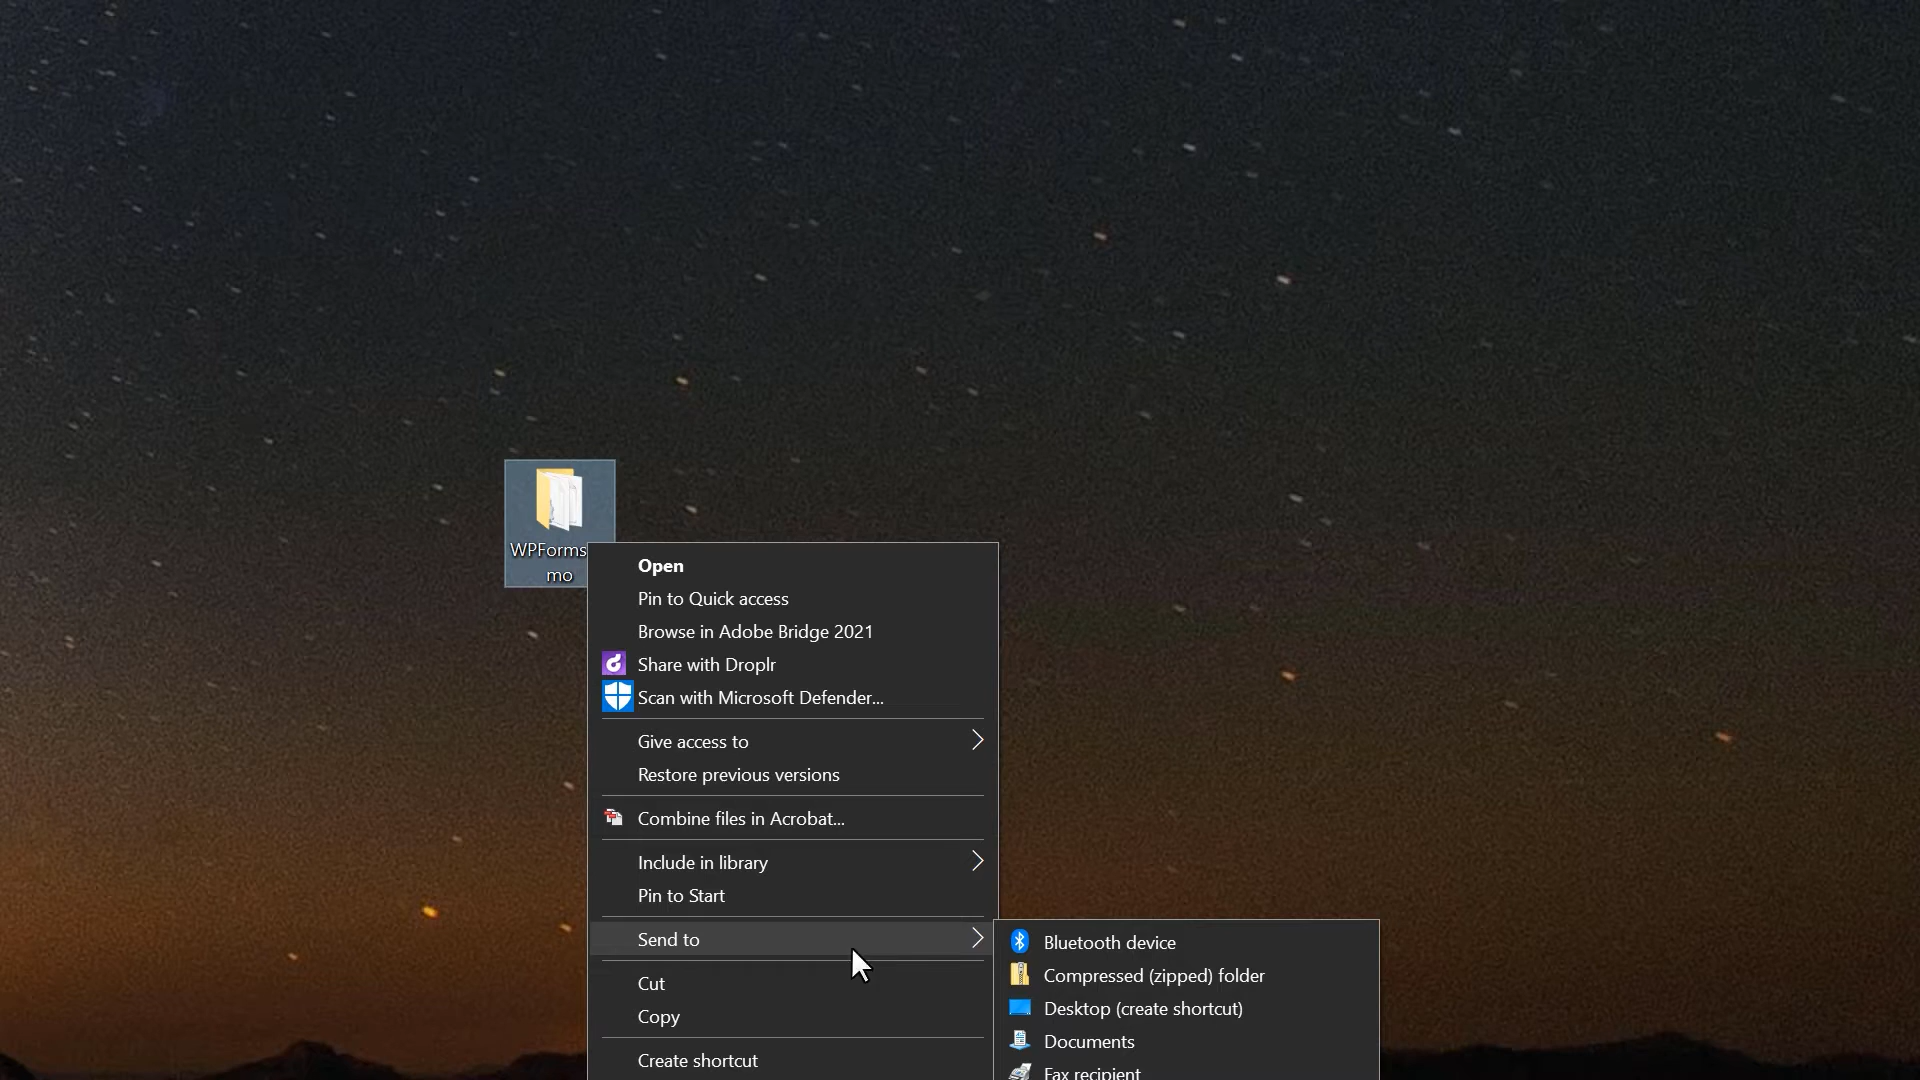 WPForms
mo
Open
Pin to Quick access
Browse in Adobe Bridge 2021
Share with Droplr
Scan with Microsoft Defender...
Give access to
Restore previous versions
Combine files in Acrobat...
Include in library
Pin to Start
Send to
Cut
Copy
Create shortcut
Bluetooth device
Compressed (zipped) folder
Desktop (create shortcut)
Documents
Fax recipient